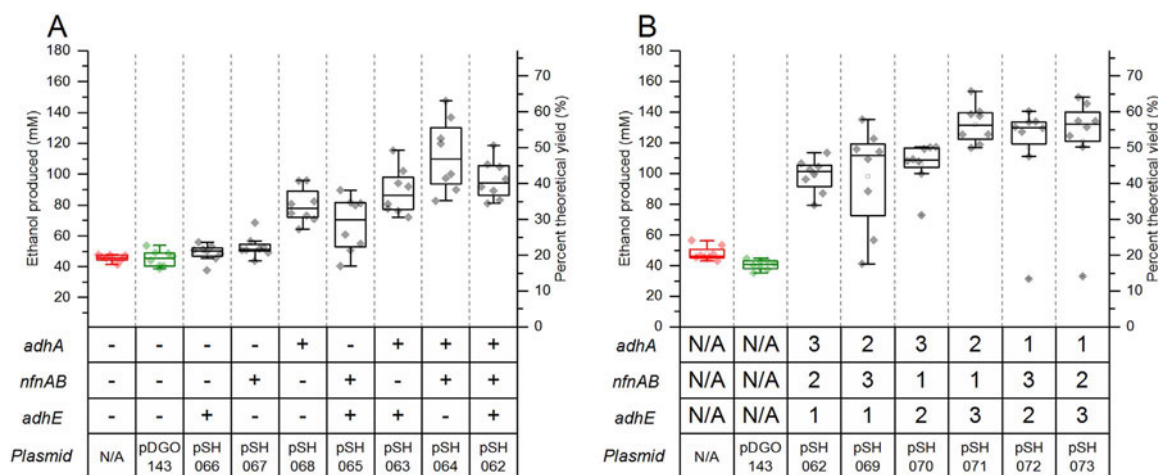 A
180
160
140
120
100
80
60
40
20
Ethanol produced (mM)
70
60
50
40
30
20
10
0
Percent theoretical yield (%)
adhA - - - - + - + + +
nfnAB - - - + - + - + +
adhE - - + - - + + - +
Plasmid N/A pDGO 143 pSH 066 pSH 067 pSH 068 pSH 065 pSH 063 pSH 064 pSH 062
B
180
160
140
120
100
80
60
40
20
0
Ethanol produced (mM)
70
60
50
40
30
20
10
0
Percent theoretical yield (%)
adhA N/A N/A 3 2 3 2 1 1
nfnAB N/A N/A 2 3 1 1 3 2
adhE N/A N/A 1 1 2 3 2 3
Plasmid N/A pDGO 143 pSH 062 pSH 069 pSH 070 pSH 071 pSH 072 pSH 073